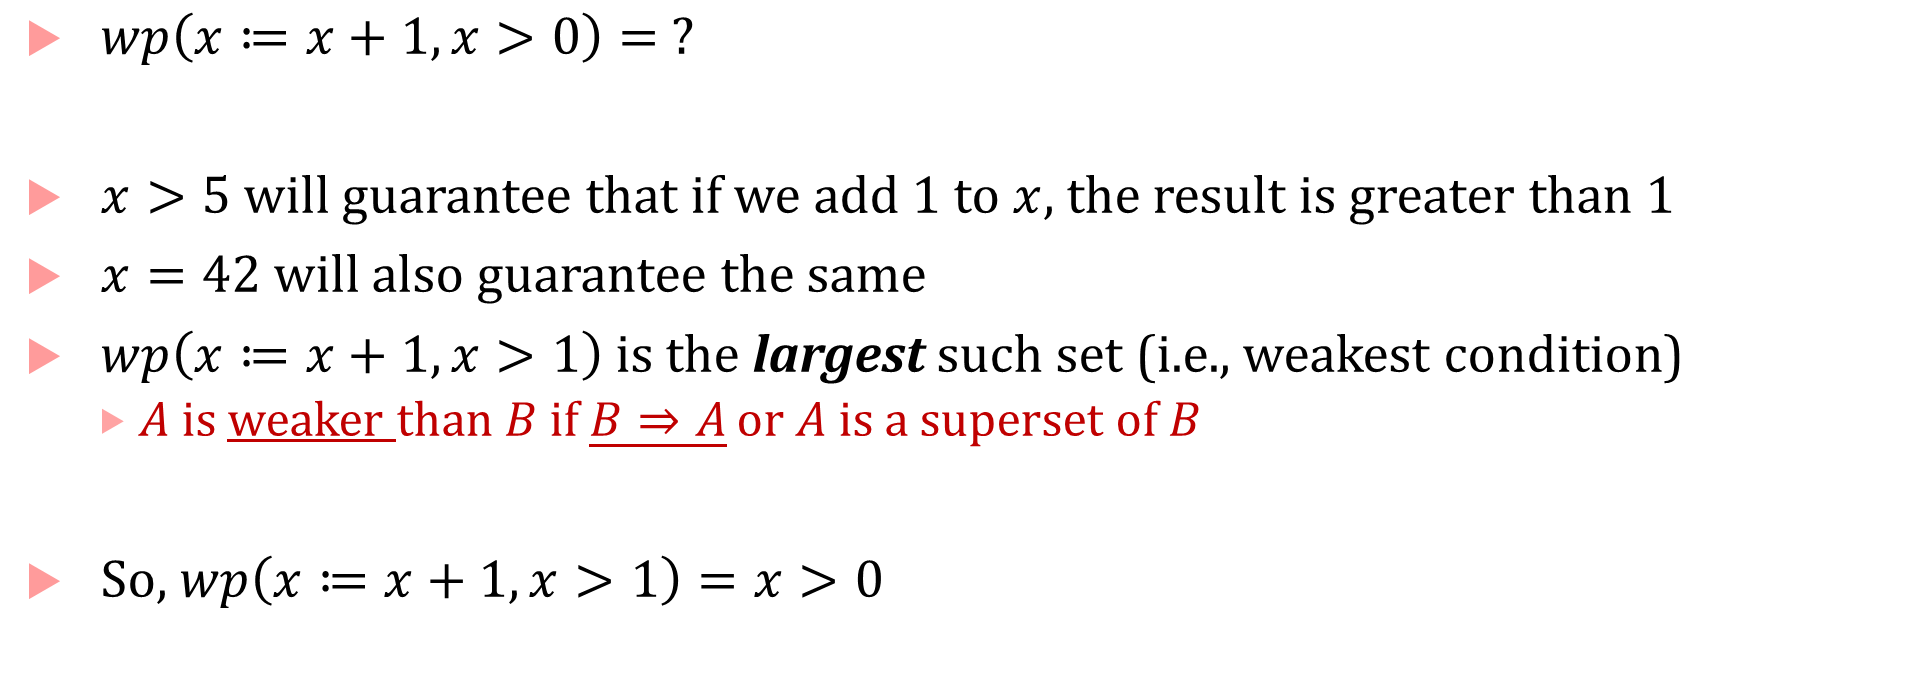 wp(x ≔ x + 1, x > 0) = ?
x > 5 will guarantee that if we add 1 to x, the result is greater than 1
x = 42 will also guarantee the same
wp(x ≔ x + 1, x > 1) is the largest such set (i.e., weakest condition)
A is weaker than B if B ⇒ A or A is a superset of B
So, wp(x ≔ x + 1, x > 1) = x > 0